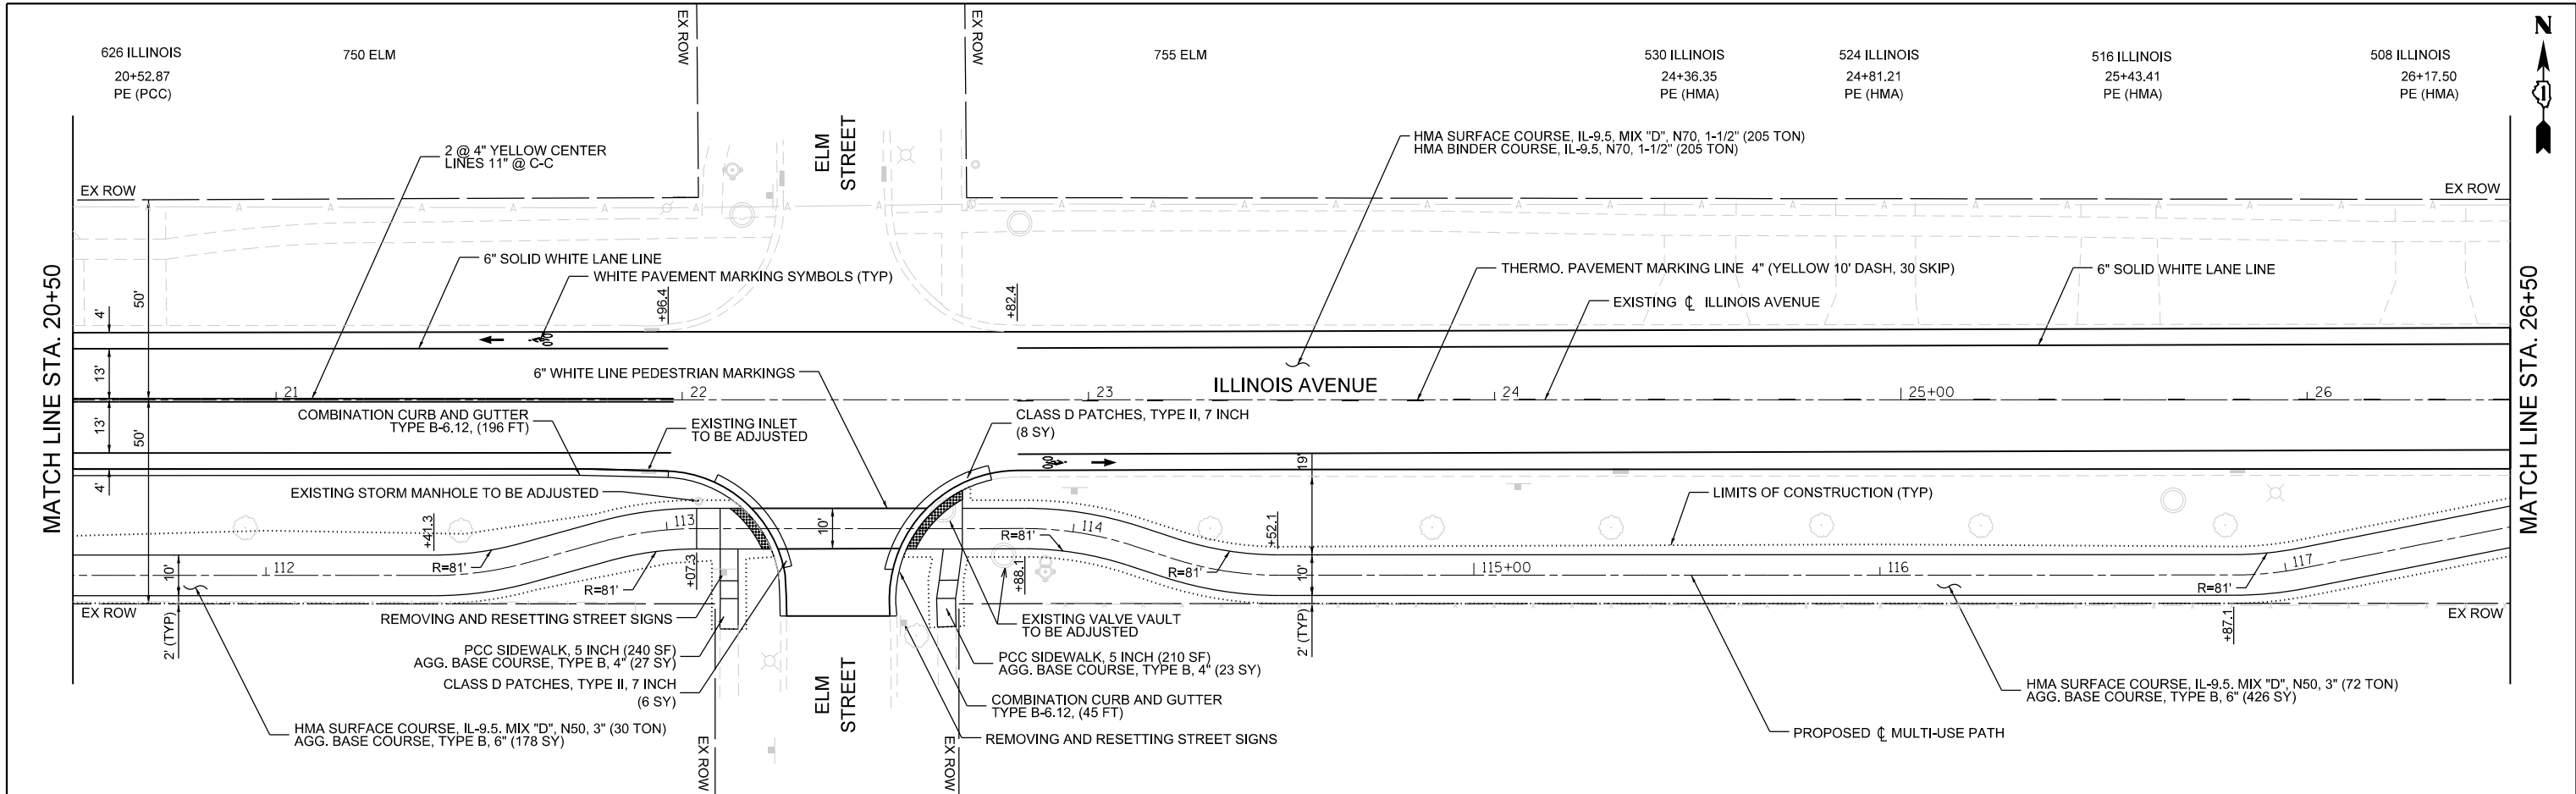 626 ILLINOIS
20+52.87
PE (PCC)
750 ELM
EX ROW
EX ROW
755 ELM
530 ILLINOIS
24+36.35
PE (HMA)
524 ILLINOIS
24+81.21
PE (HMA)
516 ILLINOIS
25+43.41
PE (HMA)
508 ILLINOIS
26+17.50
PE (HMA)
N
ELM
STREET
2 @ 4" YELLOW CENTER
LINES 11" @ C-C
HMA SURFACE COURSE, IL-9.5, MIX "D", N70, 1-1/2" (205 TON)
HMA BINDER COURSE, IL-9.5, N70, 1-1/2" (205 TON)
EX ROW
EX ROW
A A A A A A A A A A A A A A A A A A A A A A
MATCH LINE STA. 20+50
MATCH LINE STA. 26+50
6" SOLID WHITE LANE LINE
WHITE PAVEMENT MARKING SYMBOLS (TYP)
THERMO. PAVEMENT MARKING LINE 4" (YELLOW 10' DASH, 30 SKIP)
6" SOLID WHITE LANE LINE
EXISTING ℄ ILLINOIS AVENUE
50'
4'
+96.4
+82.4
13'
6" WHITE LINE PEDESTRIAN MARKINGS
ILLINOIS AVENUE
21
22
23
24
25+00
26
13'
50'
4'
COMBINATION CURB AND GUTTER
TYPE B-6.12, (196 FT)
EXISTING INLET
TO BE ADJUSTED
CLASS D PATCHES, TYPE II, 7 INCH
(8 SY)
19'
EXISTING STORM MANHOLE TO BE ADJUSTED
LIMITS OF CONSTRUCTION (TYP)
+41.3
113
10'
114
+52.1
R=81'
R=81'
112
10'
R=81'
+07.3
R=81'
+88.1
R=81'
10'
115+00
116
117
R=81'
EX ROW
EX ROW
2' (TYP)
2' (TYP)
+87.1
REMOVING AND RESETTING STREET SIGNS
EXISTING VALVE VAULT
TO BE ADJUSTED
PCC SIDEWALK, 5 INCH (240 SF)
AGG. BASE COURSE, TYPE B, 4" (27 SY)
CLASS D PATCHES, TYPE II, 7 INCH
(6 SY)
PCC SIDEWALK, 5 INCH (210 SF)
AGG. BASE COURSE, TYPE B, 4" (23 SY)
COMBINATION CURB AND GUTTER
TYPE B-6.12, (45 FT)
HMA SURFACE COURSE, IL-9.5. MIX "D", N50, 3" (72 TON)
AGG. BASE COURSE, TYPE B, 6" (426 SY)
HMA SURFACE COURSE, IL-9.5. MIX "D", N50, 3" (30 TON)
AGG. BASE COURSE, TYPE B, 6" (178 SY)
ELM
STREET
REMOVING AND RESETTING STREET SIGNS
PROPOSED ℄ MULTI-USE PATH
EX ROW
EX ROW